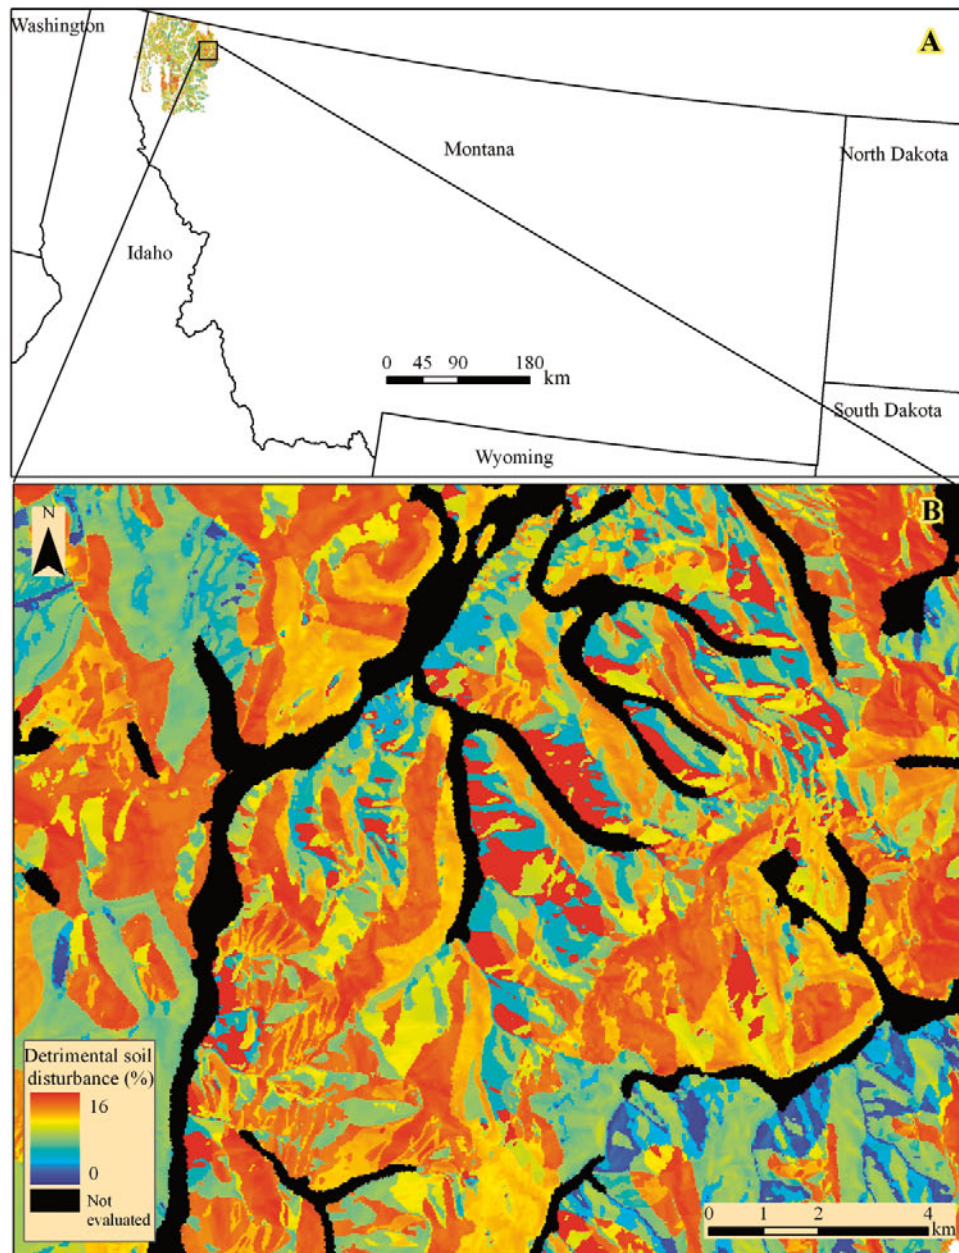 Washington
A
Montana
North Dakota
Idaho
0 45 90 180
km
South Dakota
Wyoming
B
N
Detrimental soil
disturbance (%)
16
0
Not
evaluated
0 1 2 4
km